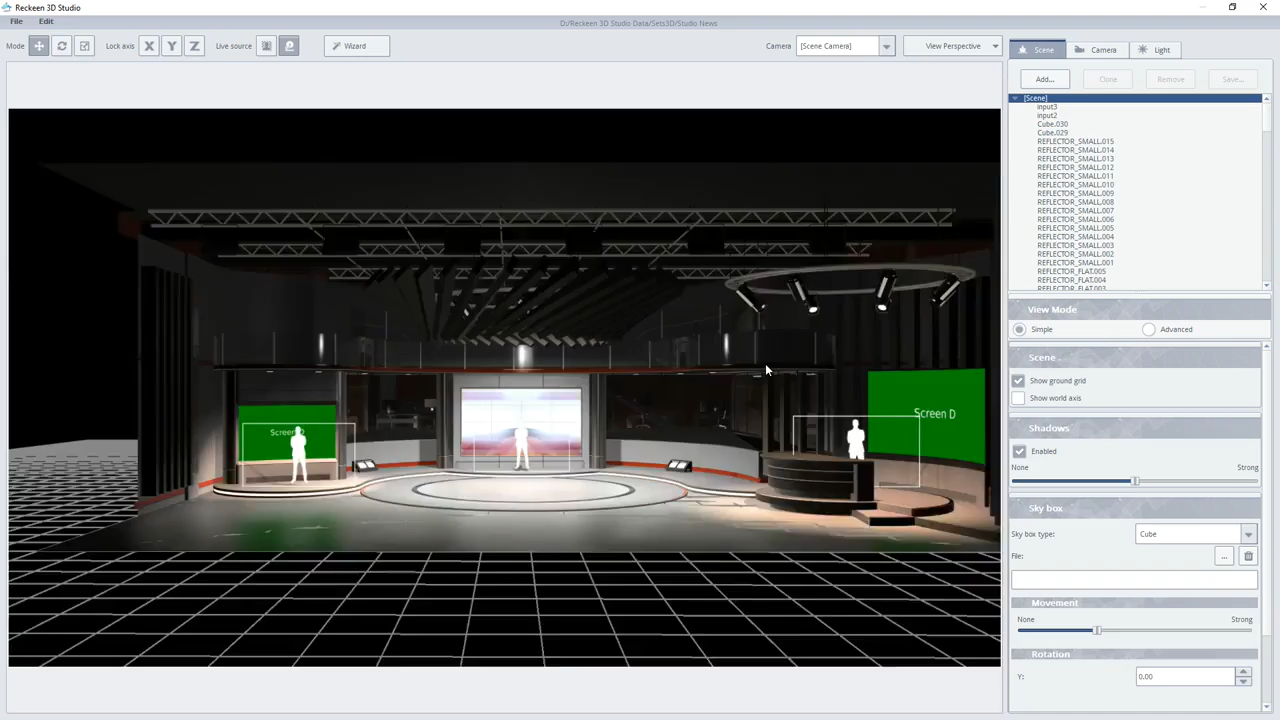 Reckeen 3D Studio
File Edit
D:/Reckeen 3D Studio Data/Sets3D/Studio News
Mode Lock axis X Y Z Live source Wizard Camera [Scene Camera] View Perspective
Scene Camera Light
Add... Clone Remove Save...
[Scene]
input3
input2
Cube.030
Cube.029
REFLECTOR_SMALL.015
REFLECTOR_SMALL.014
REFLECTOR_SMALL.013
REFLECTOR_SMALL.012
REFLECTOR_SMALL.011
REFLECTOR_SMALL.010
REFLECTOR_SMALL.009
REFLECTOR_SMALL.008
REFLECTOR_SMALL.007
REFLECTOR_SMALL.006
REFLECTOR_SMALL.005
REFLECTOR_SMALL.004
REFLECTOR_SMALL.003
REFLECTOR_SMALL.002
REFLECTOR_SMALL.001
REFLECTOR_FLAT.005
REFLECTOR_FLAT.004
REFLECTOR_FLAT.003
View Mode
Simple Advanced
Scene
Show ground grid
Show world axis
Shadows
Enabled
None Strong
Sky box
Sky box type: Cube
File: ...
Movement
None Strong
Rotation
Y: 0.00
Screen D
Screen D